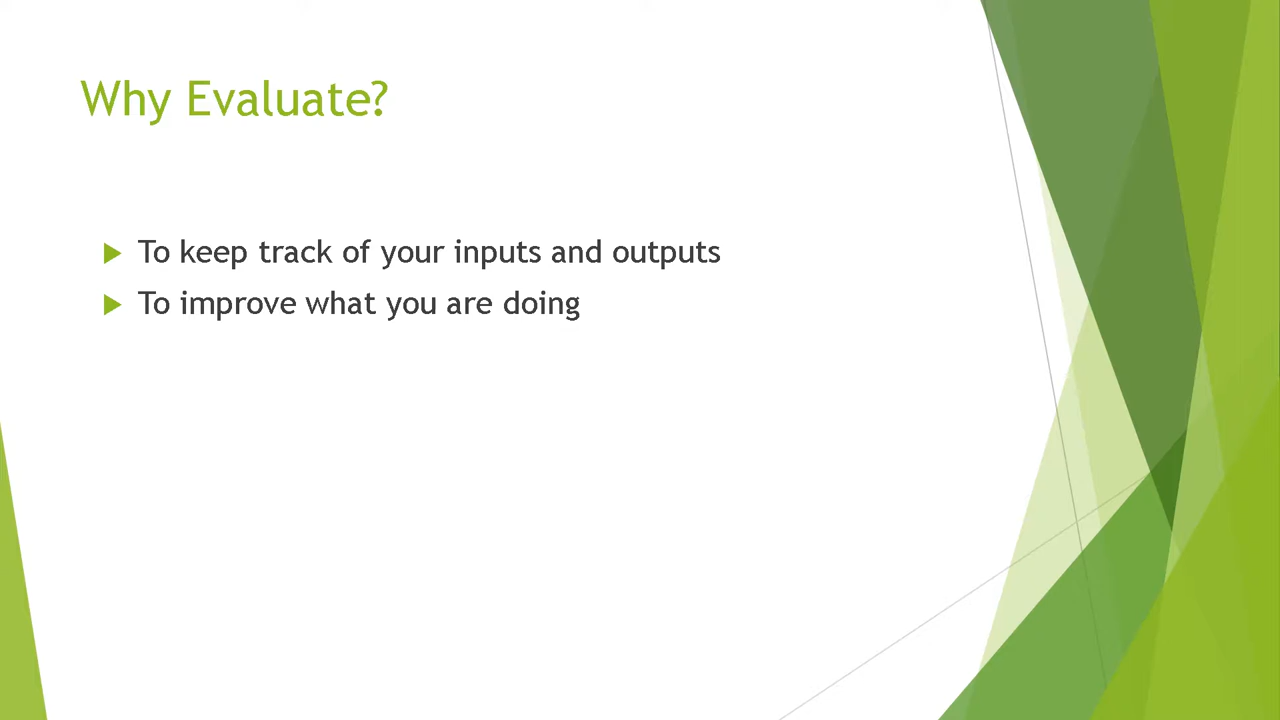 Why Evaluate?
To keep track of your inputs and outputs
To improve what you are doing